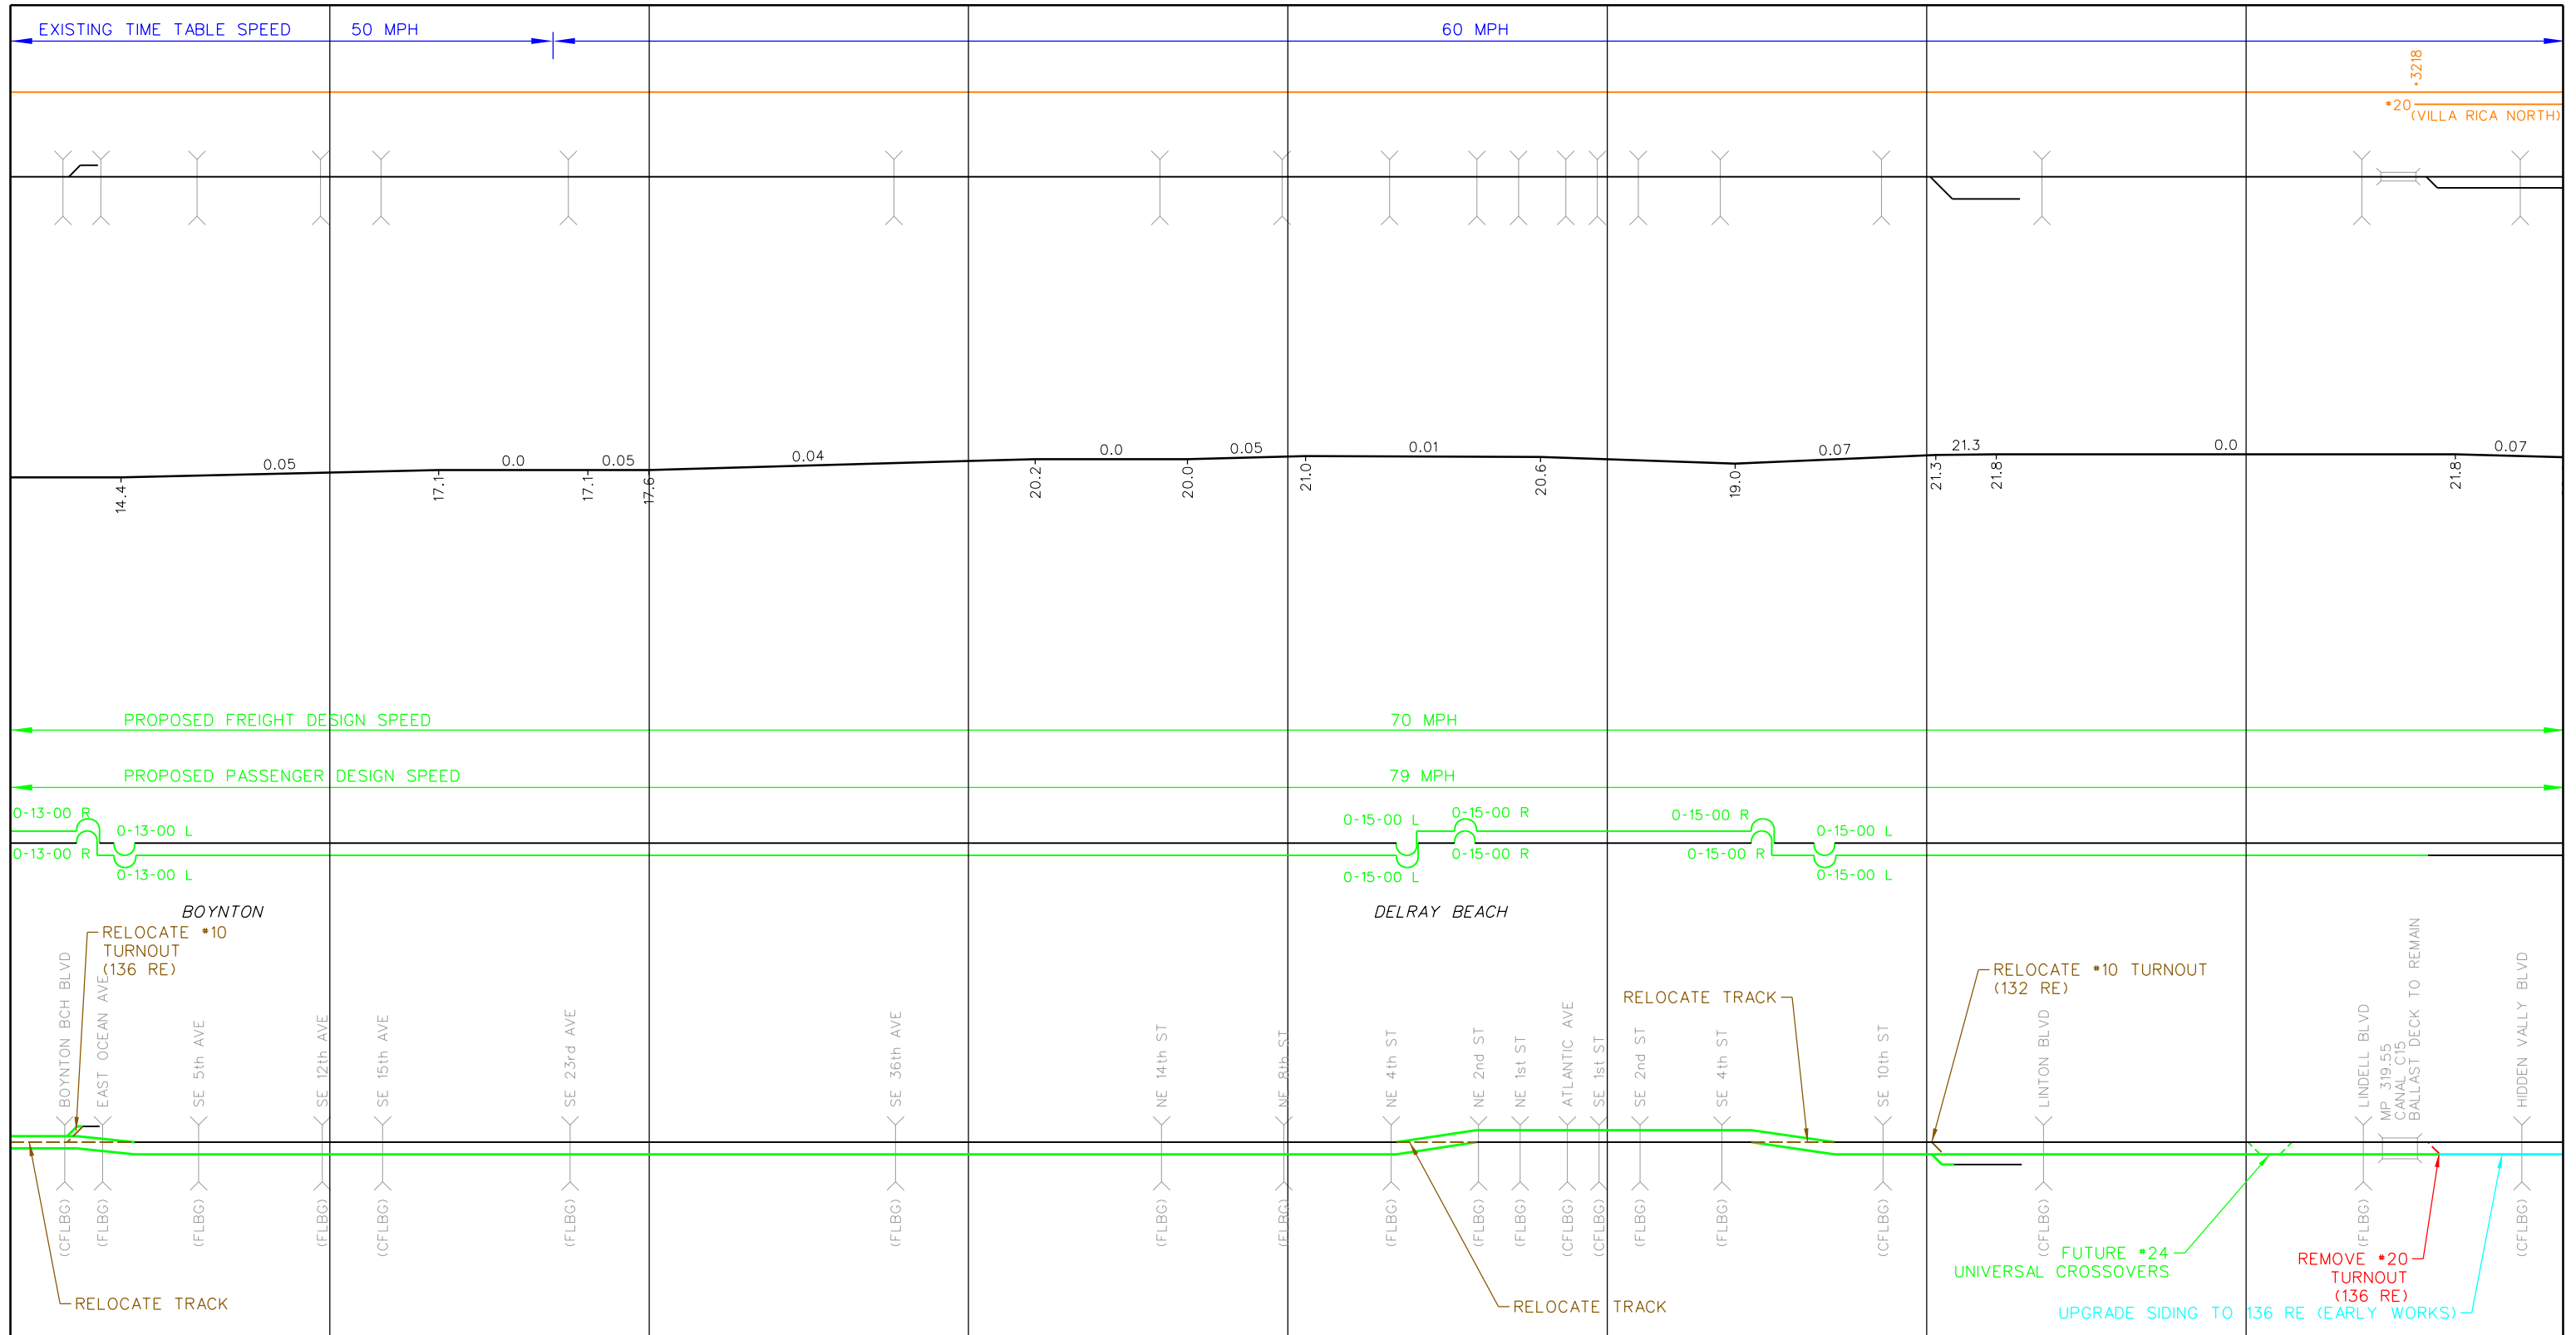 EXISTING TIME TABLE SPEED 50 MPH 60 MPH
*3218
*20
(VILLA RICA NORTH)
0.05 0.0 0.05 0.04 0.0 0.05 0.01 0.07 21.3 0.0 0.07
14.4 17.1 17.1 17.6 20.2 20.0 21.0 20.6 19.0 21.3 21.8 21.8
PROPOSED FREIGHT DESIGN SPEED 70 MPH
PROPOSED PASSENGER DESIGN SPEED 79 MPH
0-13-00 R 0-13-00 L 0-15-00 L 0-15-00 R 0-15-00 R 0-15-00 L
0-13-00 R 0-13-00 L 0-15-00 L 0-15-00 R 0-15-00 R 0-15-00 L
BOYNTON DELRAY BEACH
RELOCATE *10
TURNOUT
(136 RE)
RELOCATE TRACK
RELOCATE *10 TURNOUT
(132 RE)
BOYNTON BCH BLVD
EAST OCEAN AVE
SE 5th AVE
SE 12th AVE
SE 15th AVE
SE 23rd AVE
SE 36th AVE
NE 14th ST
NE 8th ST
NE 4th ST
NE 2nd ST
NE 1st ST
ATLANTIC AVE
SE 1st ST
SE 2nd ST
SE 4th ST
SE 10th ST
LINTON BLVD
LINDELL BLVD
MP 319.55
CANAL C15
BALLAST DECK TO REMAIN
HIDDEN VALLY BLVD
(CFLBG)
(FLBG)
(FLBG)
(FLBG)
(CFLBG)
(FLBG)
(FLBG)
(FLBG)
(FLBG)
(FLBG)
(FLBG)
(FLBG)
(CFLBG)
(CFLBG)
(FLBG)
(FLBG)
(CFLBG)
(CFLBG)
(FLBG)
(CFLBG)
RELOCATE TRACK
RELOCATE TRACK
FUTURE *24
UNIVERSAL CROSSOVERS
REMOVE *20
TURNOUT
(136 RE)
UPGRADE SIDING TO 136 RE (EARLY WORKS)